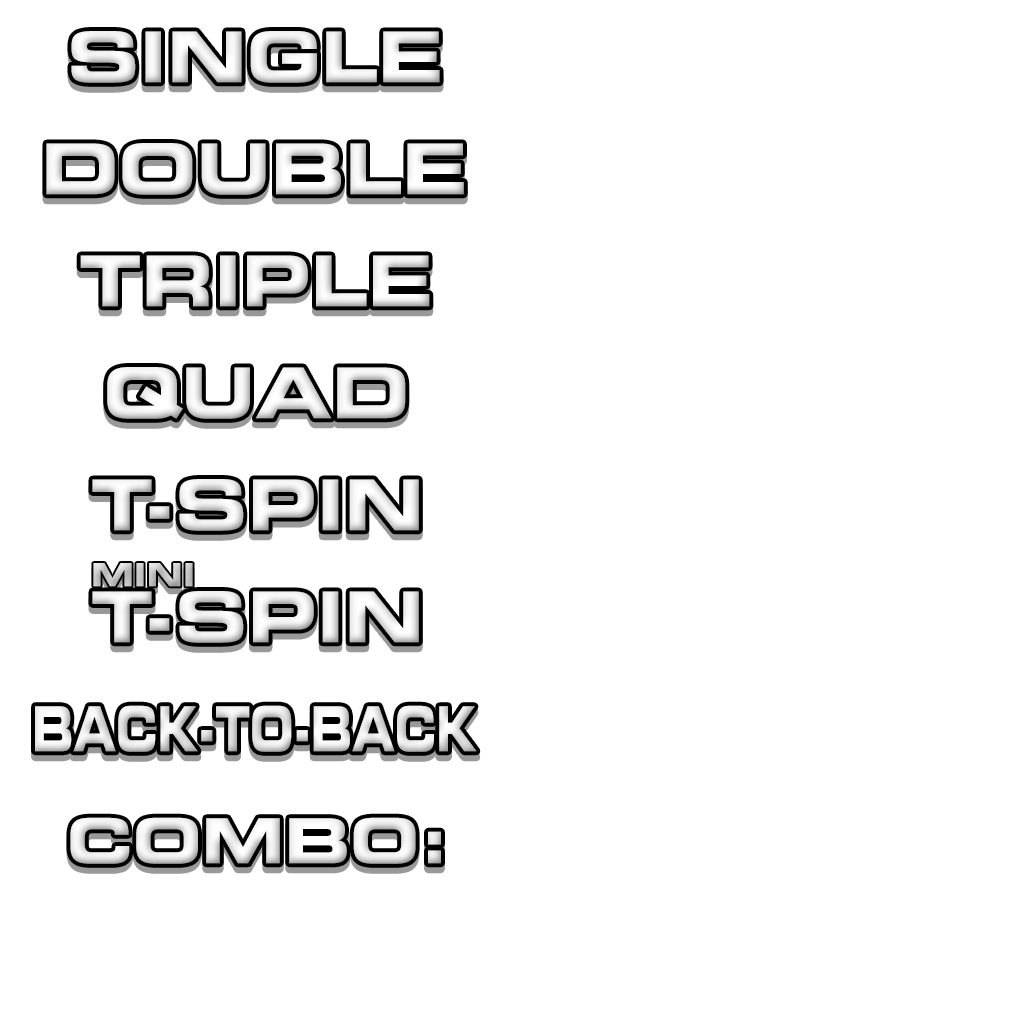 SINGLE
DOUBLE
TRIPLE
QUAD
T-SPIN
MINI
T-SPIN
BACK-TO-BACK
COMBO: